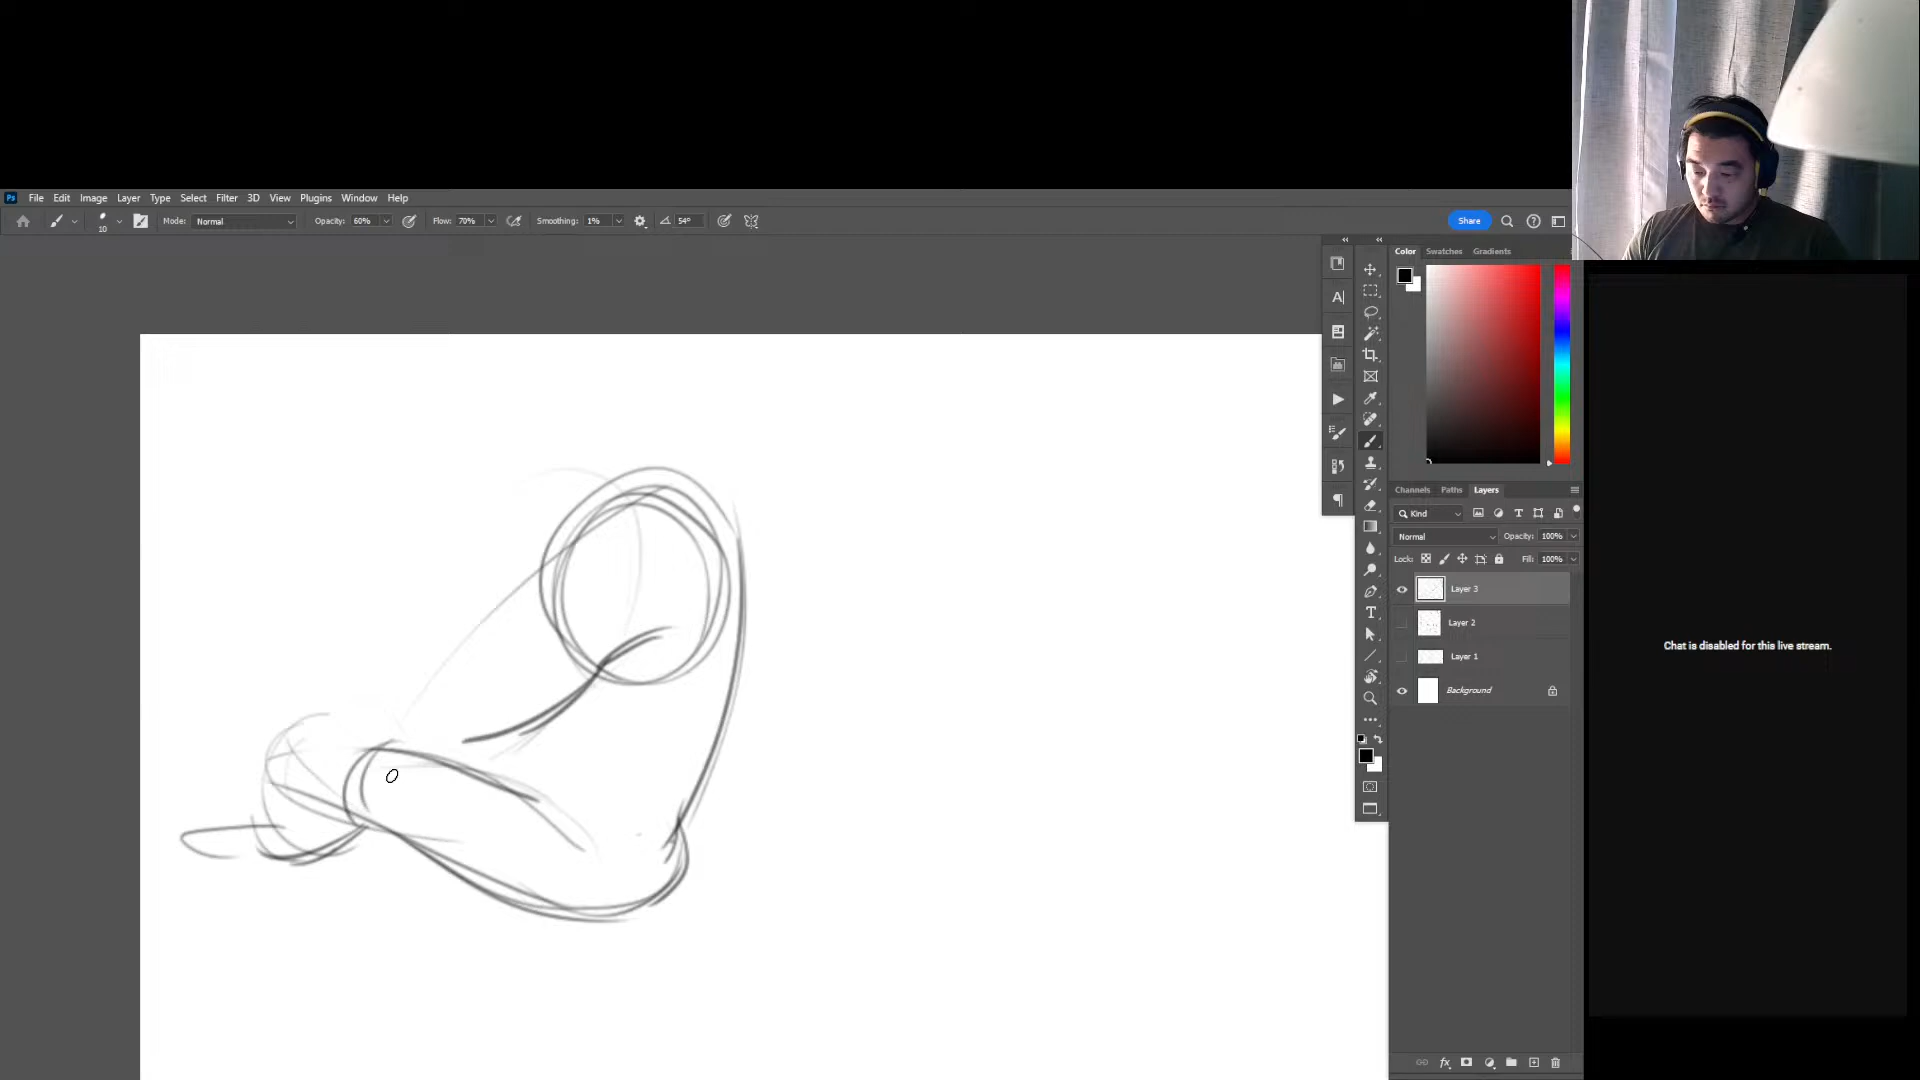 Ps File Edit Image Layer Type Select Filter 3D View Plugins Window Help
10 Mode: Normal Opacity: 60% Flow: 70% Smoothing: 1% 54° Share
Color Swatches Gradients
Channels Paths Layers
Kind
Normal Opacity: 100%
Lock: Fill: 100%
Layer 3
Layer 2
Layer 1
Background
Chat is disabled for this live stream.